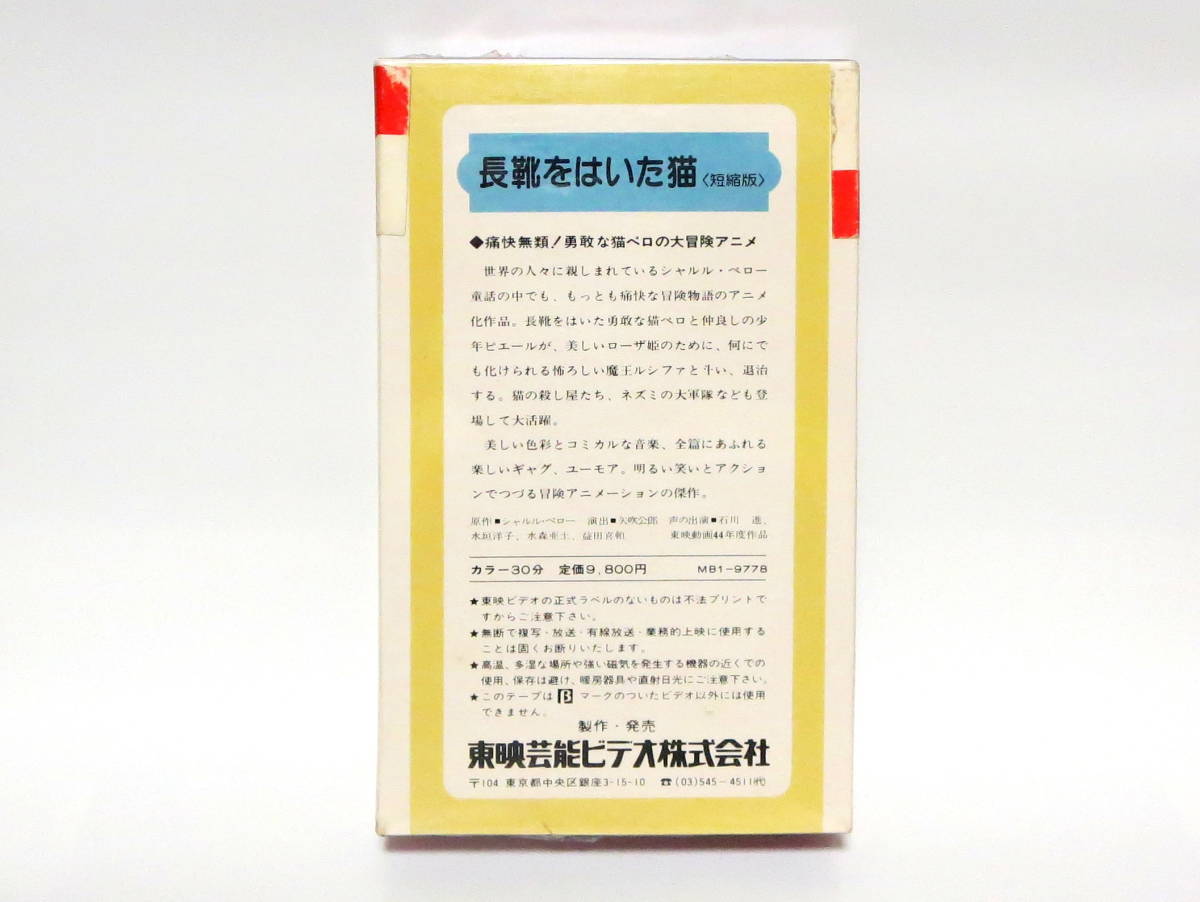 長靴をはいた猫〈短縮版〉
◆痛快無類！勇敢な猫ペロの大冒険アニメ
世界の人々に親しまれているシャルル・ペロー
童話の中でも、もっとも痛快な冒険物語のアニメ
化作品。長靴をはいた勇敢な猫ペロと仲良しの少
年ピエールが、美しいローザ姫のために、何にで
も化けられる怖ろしい魔王ルシファと斗い、退治
する。猫の殺し屋たち、ネズミの大軍隊なども登
場して大活躍。
美しい色彩とコミカルな音楽、全篇にあふれる
楽しいギャグ、ユーモア。明るい笑いとアクショ
ンでつづる冒険アニメーションの傑作。
原作■シャルル・ペロー 演出■矢吹公郎 声の出演■石川 進、
水垣洋子、水森亜土、益田喜頓 東映動画44年度作品
カラー30分 定価9,800円 MB1-9778
★東映ビデオの正式ラベルのないものは不法プリントで
すからご注意下さい。
★無断で複写・放送・有線放送・業務的上映に使用する
ことは固くお断りいたします。
★高温、多湿な場所や強い磁気を発生する機器の近くでの
使用、保存は避け、暖房器具や直射日光にご注意下さい。
★このテープは β マークのついたビデオ以外には使用
できません。
製作・発売
東映芸能ビデオ株式会社
〒104 東京都中央区銀座3-15-10 ☎(03)545-4511㈹